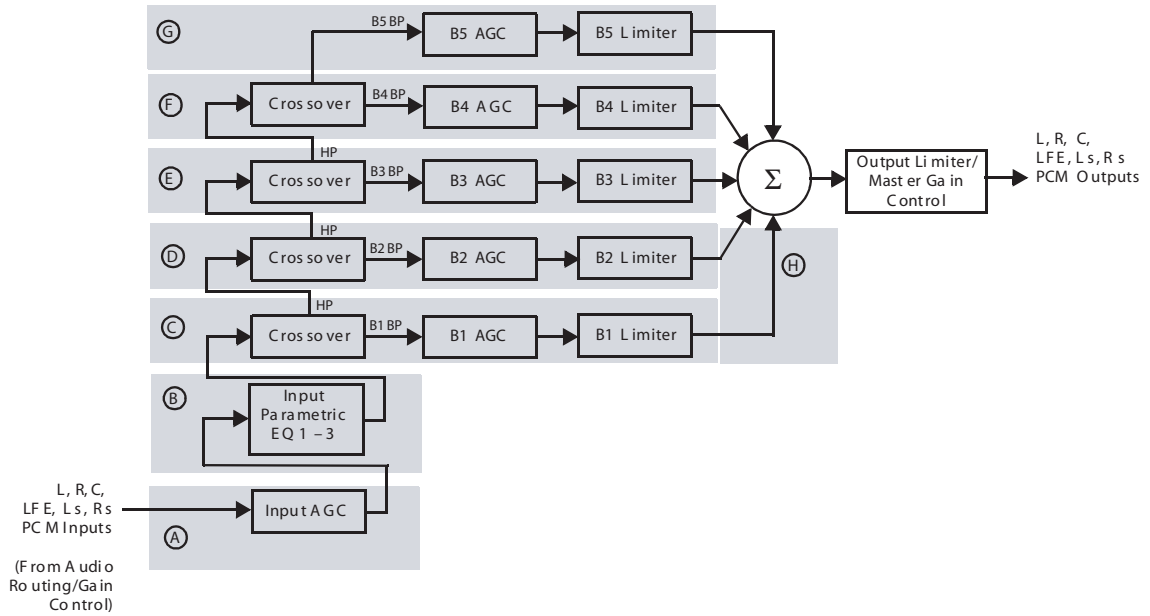 G
B5 BP
B5 AGC
B5 Limiter
F
Crossover
B4 BP
B4 AGC
B4 Limiter
HP
E
Crossover
B3 BP
B3 AGC
B3 Limiter
Σ
Output Limiter/
Master Gain
Control
L, R, C,
LFE, Ls, Rs
PCM Outputs
HP
D
Crossover
B2 BP
B2 AGC
B2 Limiter
H
HP
C
Crossover
B1 BP
B1 AGC
B1 Limiter
B
Input
Parametric
EQ 1 – 3
L, R, C,
LFE, Ls, Rs
PCM Inputs
(From Audio
Routing/Gain
Control)
A
Input AGC